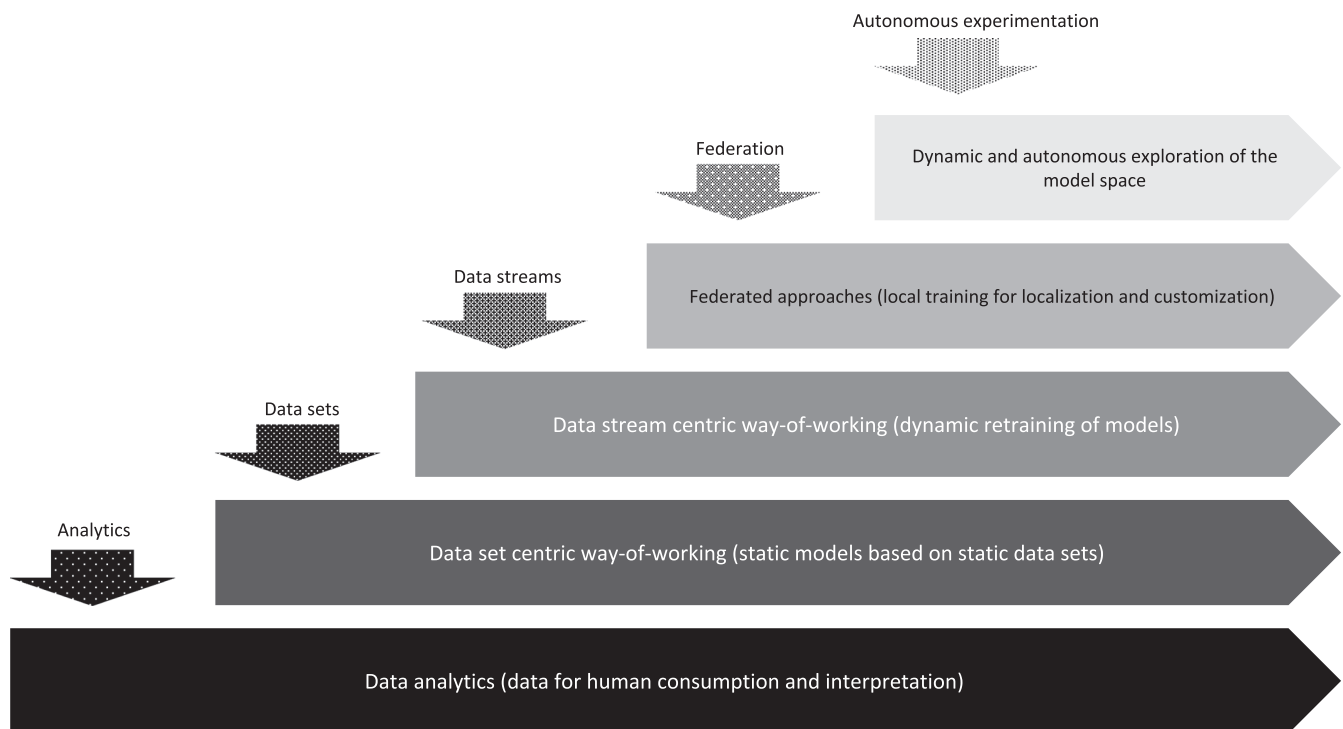 Autonomous experimentation
Dynamic and autonomous exploration of the
model space
Federation
Federated approaches (local training for localization and customization)
Data streams
Data stream centric way-of-working (dynamic retraining of models)
Data sets
Data set centric way-of-working (static models based on static data sets)
Analytics
Data analytics (data for human consumption and interpretation)